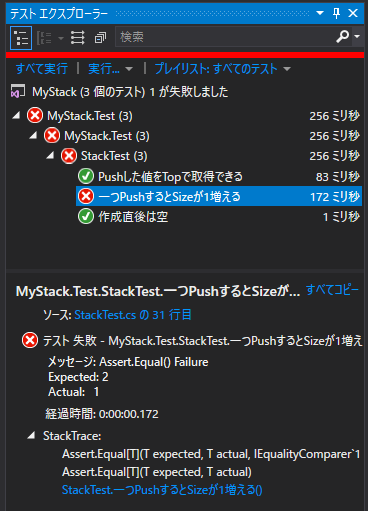 テスト エクスプローラー
検索
すべて実行 | 実行... | プレイリスト: すべてのテスト
MyStack (3 個のテスト) 1 が失敗しました
MyStack.Test (3) 256 ミリ秒
MyStack.Test (3) 256 ミリ秒
StackTest (3) 256 ミリ秒
Pushした値をTopで取得できる 83 ミリ秒
一つPushするとSizeが1増える 172 ミリ秒
作成直後は空 1 ミリ秒
MyStack.Test.StackTest.一つPushするとSizeが... すべてコピー
ソース: StackTest.cs の 31 行目
テスト 失敗 - MyStack.Test.StackTest.一つPushするとSizeが1増え
メッセージ: Assert.Equal() Failure
Expected: 2
Actual: 1
経過時間: 0:00:00.172
StackTrace:
Assert.Equal[T](T expected, T actual, IEqualityComparer`1
Assert.Equal[T](T expected, T actual)
StackTest.一つPushするとSizeが1増える()